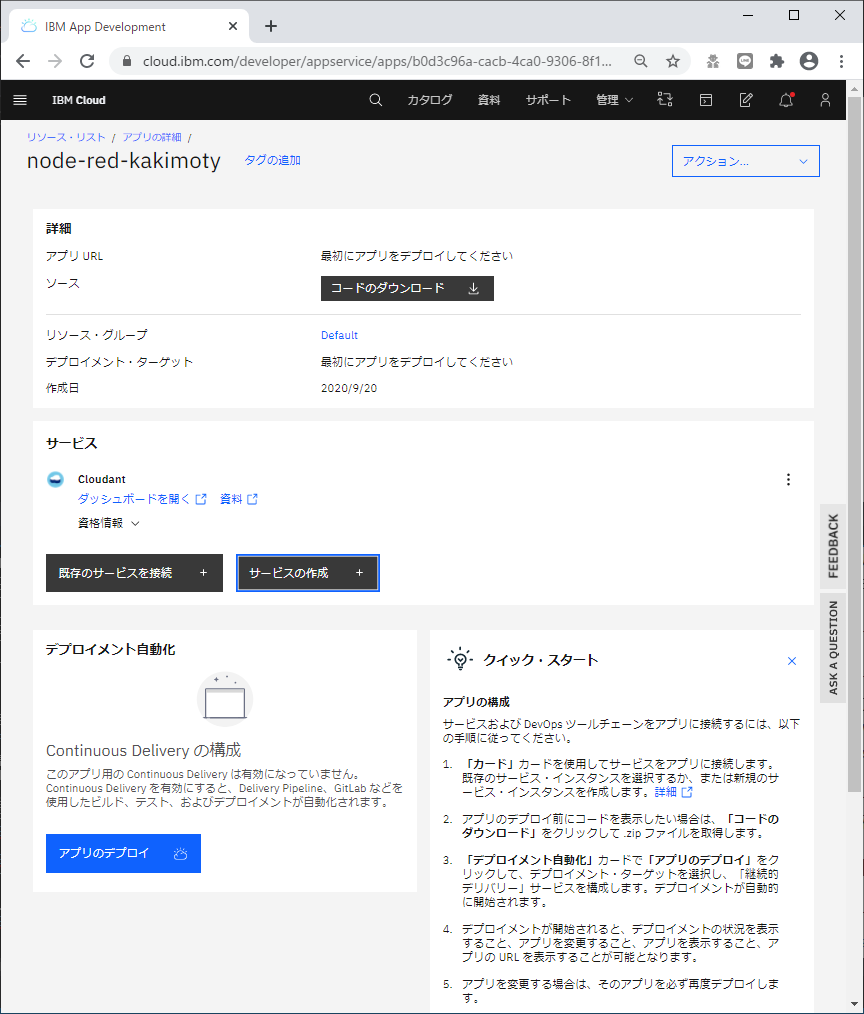 IBM App Development
cloud.ibm.com/developer/appservice/apps/b0d3c96a-cacb-4ca0-9306-8f1...
IBM Cloud
カタログ
資料
サポート
管理
リソース・リスト / アプリの詳細 /
node-red-kakimoty
タグの追加
アクション...
詳細
アプリ URL
最初にアプリをデプロイしてください
ソース
コードのダウンロード
リソース・グループ
Default
デプロイメント・ターゲット
最初にアプリをデプロイしてください
作成日
2020/9/20
サービス
Cloudant
ダッシュボードを開く
資料
資格情報
既存のサービスを接続 +
サービスの作成 +
FEEDBACK
ASK A QUESTION
デプロイメント自動化
Continuous Delivery の構成
このアプリ用の Continuous Delivery は有効になっていません。
Continuous Delivery を有効にすると、Delivery Pipeline、GitLab などを
使用したビルド、テスト、およびデプロイメントが自動化されます。
アプリのデプロイ
クイック・スタート
アプリの構成
サービスおよび DevOps ツールチェーンをアプリに接続するには、以下
の手順に従ってください。
1. 「カード」カードを使用してサービスをアプリに接続します。
既存のサービス・インスタンスを選択するか、または新規のサ
ービス・インスタンスを作成します。詳細
2. アプリのデプロイ前にコードを表示したい場合は、「コードの
ダウンロード」をクリックして .zip ファイルを取得します。
3. 「デプロイメント自動化」カードで「アプリのデプロイ」をク
リックして、デプロイメント・ターゲットを選択し、「継続的
デリバリー」サービスを構成します。デプロイメントが自動的
に開始されます。
4. デプロイメントが開始されると、デプロイメントの状況を表示
すること、アプリを変更すること、アプリを表示すること、ア
プリの URL を表示することが可能となります。
5. アプリを変更する場合は、そのアプリを必ず再度デプロイしま
す。